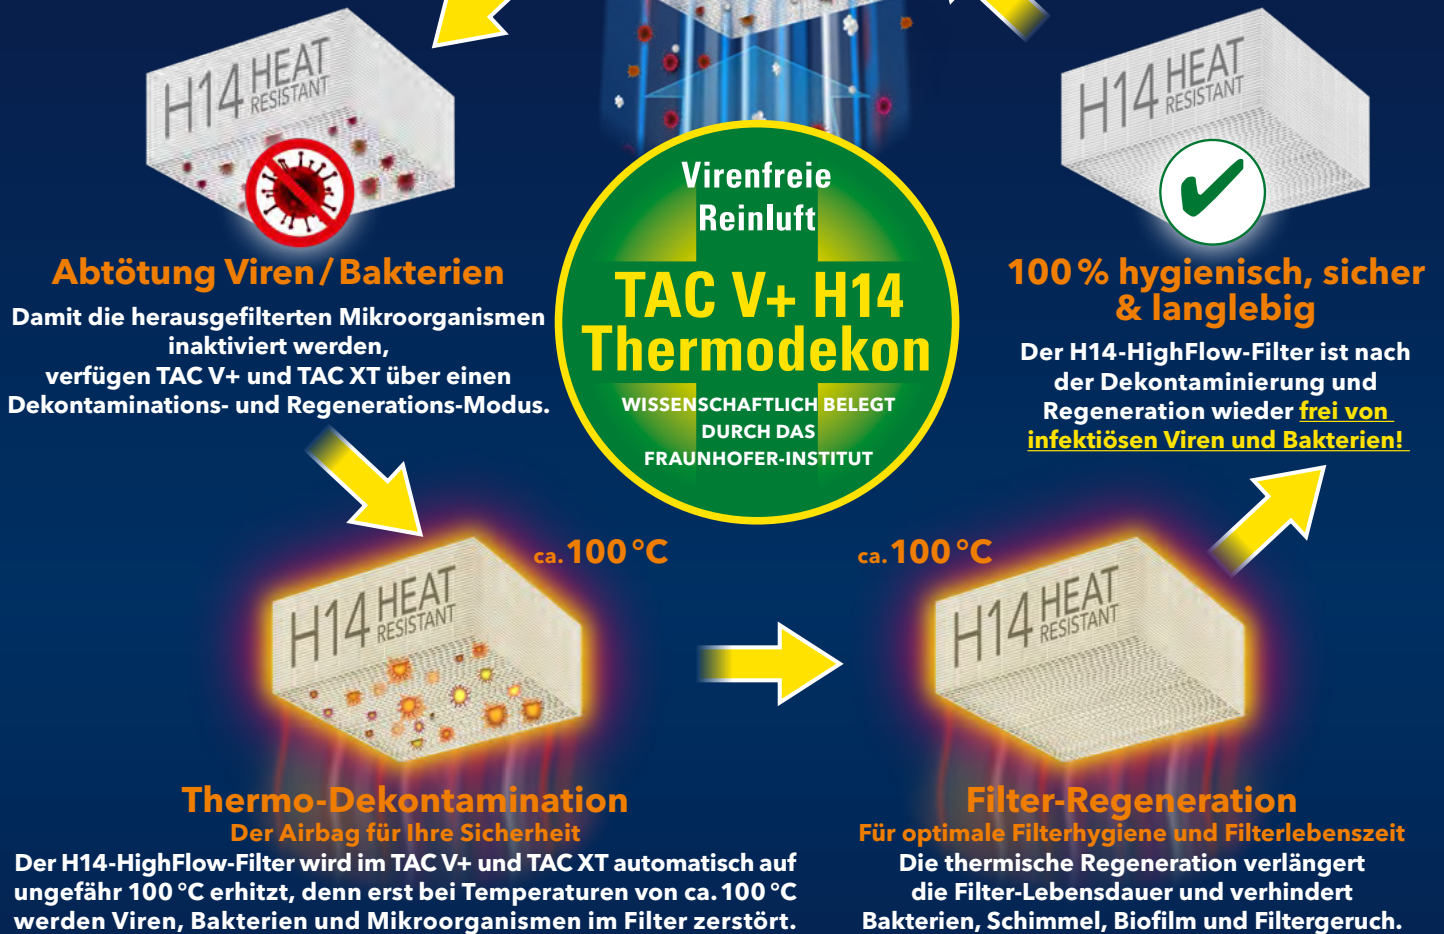 H14 HEAT
RESISTANT
Abtötung Viren / Bakterien
Damit die herausgefilterten Mikroorganismen
inaktiviert werden,
verfügen TAC V+ und TAC XT über einen
Dekontaminations- und Regenerations-Modus.
Virenfreie
Reinluft
TAC V+ H14
Thermodekon
WISSENSCHAFTLICH BELEGT
DURCH DAS
FRAUNHOFER-INSTITUT
H14 HEAT
RESISTANT
100 % hygienisch, sicher
& langlebig
Der H14-HighFlow-Filter ist nach
der Dekontaminierung und
Regeneration wieder frei von
infektiösen Viren und Bakterien!
ca. 100 °C
H14 HEAT
RESISTANT
Thermo-Dekontamination
Der Airbag für Ihre Sicherheit
Der H14-HighFlow-Filter wird im TAC V+ und TAC XT automatisch auf
ungefähr 100 °C erhitzt, denn erst bei Temperaturen von ca. 100 °C
werden Viren, Bakterien und Mikroorganismen im Filter zerstört.
ca. 100 °C
H14 HEAT
RESISTANT
Filter-Regeneration
Für optimale Filterhygiene und Filterlebenszeit
Die thermische Regeneration verlängert
die Filter-Lebensdauer und verhindert
Bakterien, Schimmel, Biofilm und Filtergeruch.